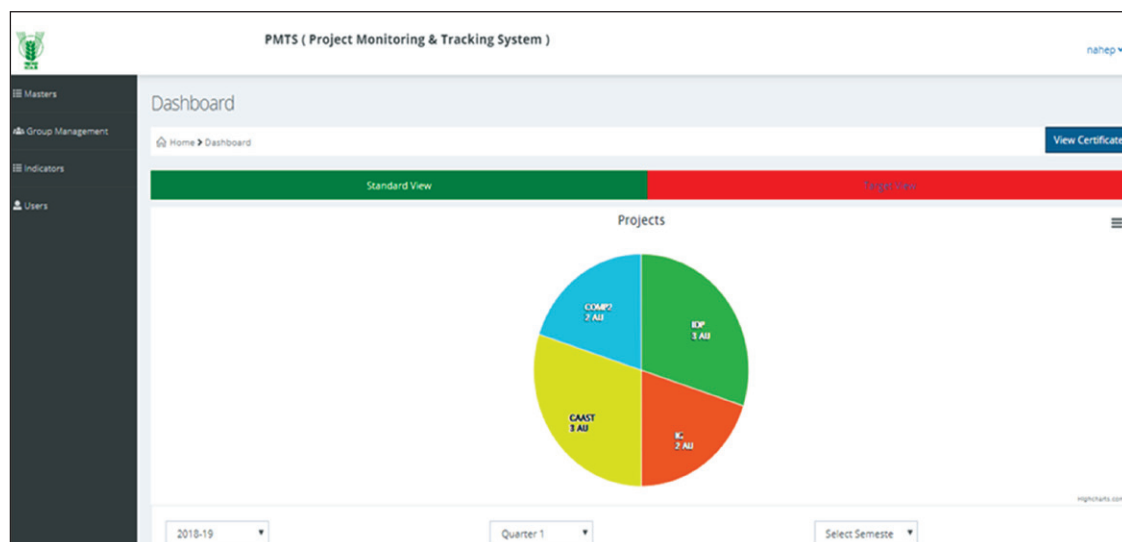 PMTS ( Project Monitoring & Tracking System )
nahep
Masters
Group Management
Indicators
Users
Dashboard
Home > Dashboard
View Certificate
Standard View
Target View
Projects
COMP2
2 AU
IDP
3 AU
CAAST
3 AU
IG
2 AU
Highcharts.com
2018-19
Quarter 1
Select Semeste